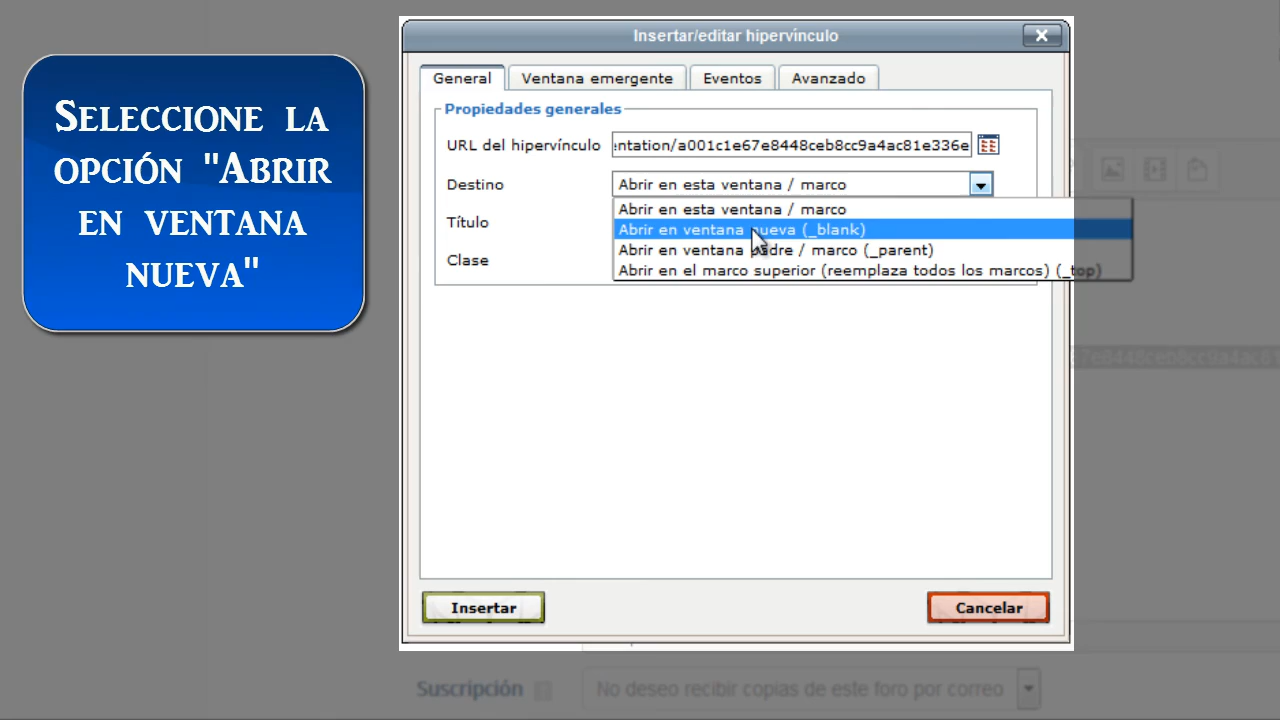 Seleccione la
opción "Abrir
en ventana
nueva"
Insertar/editar hipervínculo
General
Ventana emergente
Eventos
Avanzado
Propiedades generales
URL del hipervínculo
entation/a001c1e67e8448ceb8cc9a4ac81e336e
Destino
Abrir en esta ventana / marco
Abrir en esta ventana / marco
Título
Abrir en ventana nueva (_blank)
Abrir en ventana padre / marco (_parent)
Clase
Abrir en el marco superior (reemplaza todos los marcos) (_top)
Insertar
Cancelar
Suscripción
No deseo recibir copias de este foro por correo